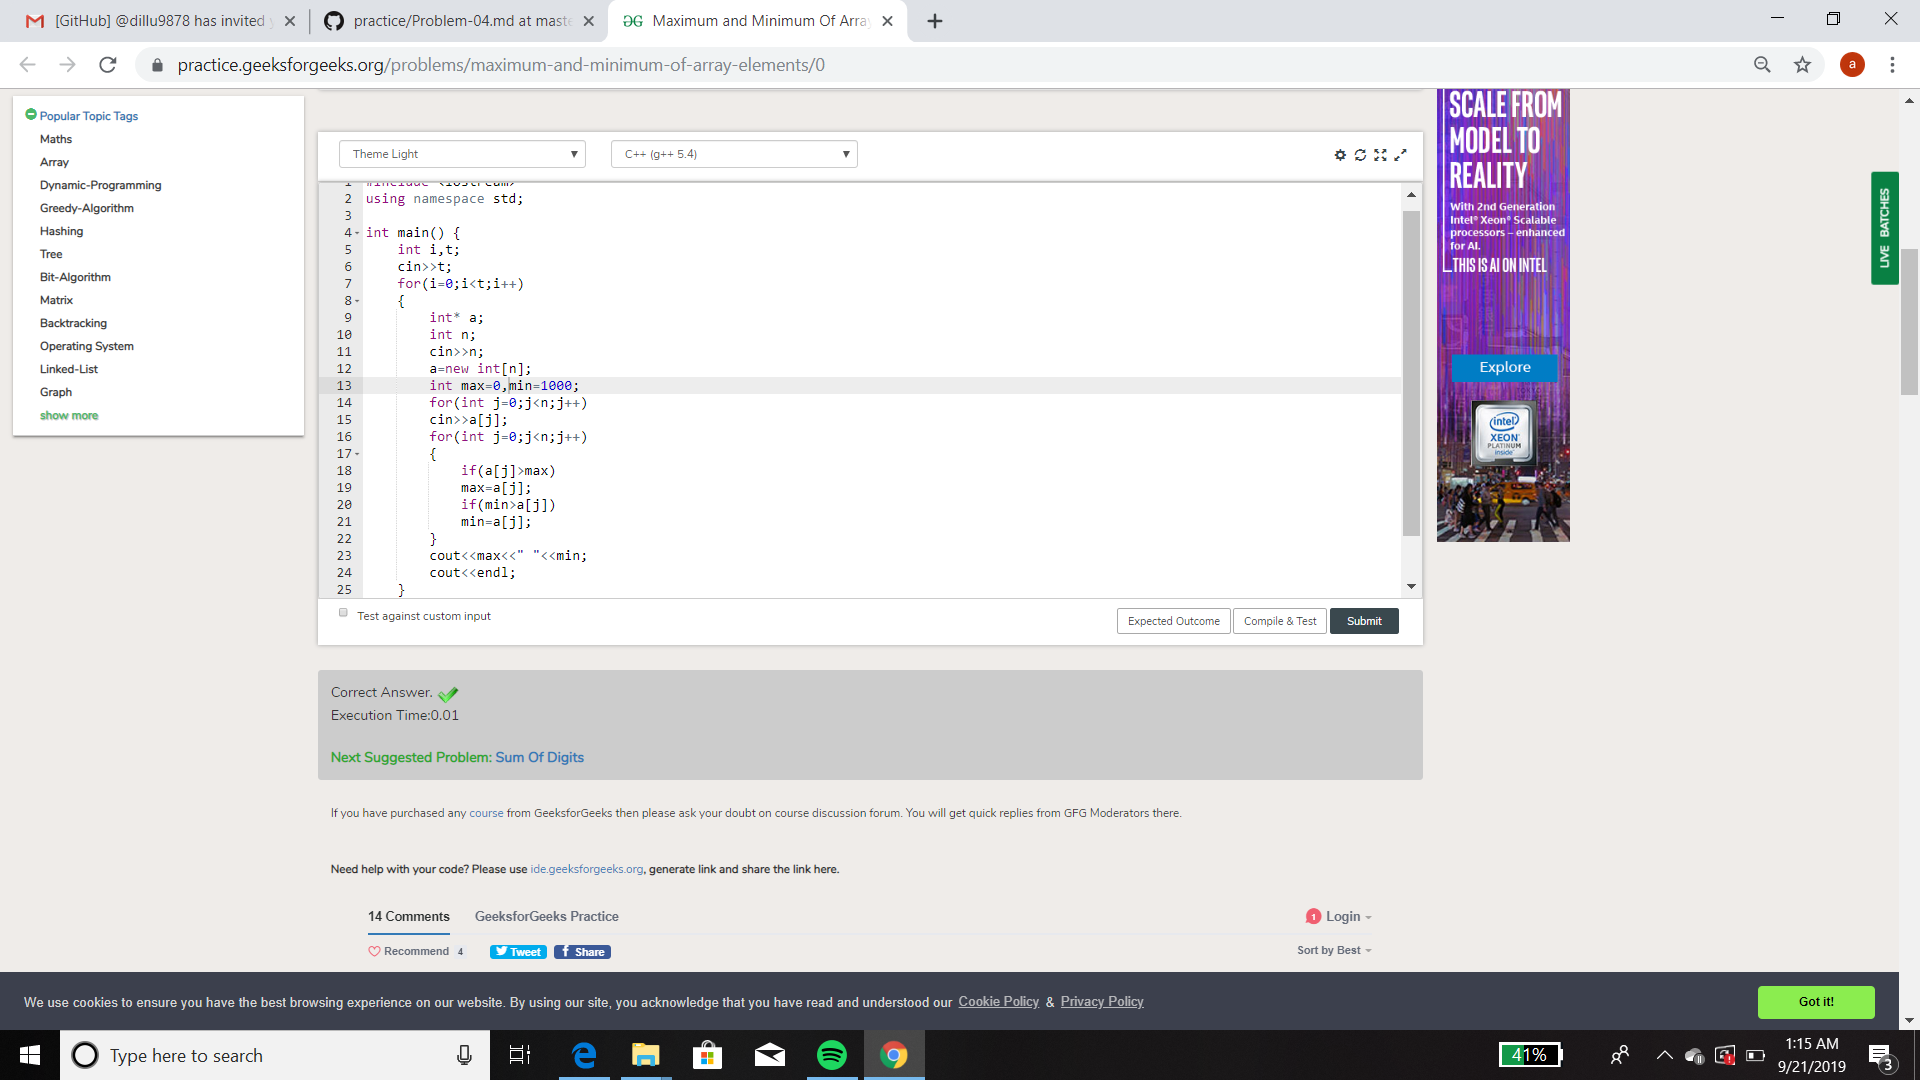 [GitHub] @dillu9878 has invited
practice/Problem-04.md at mast
Maximum and Minimum Of Arra
practice.geeksforgeeks.org/problems/maximum-and-minimum-of-array-elements/0
a
Popular Topic Tags
Maths
Array
Dynamic-Programming
Greedy-Algorithm
Hashing
Tree
Bit-Algorithm
Matrix
Backtracking
Operating System
Linked-List
Graph
show more
Theme Light
C++ (g++ 5.4)
1 #include <iostream>
2 using namespace std;
3
4 int main() {
5 int i,t;
6 cin>>t;
7 for(i=0;i<t;i++)
8 {
9 int* a;
10 int n;
11 cin>>n;
12 a=new int[n];
13 int max=0,min=1000;
14 for(int j=0;j<n;j++)
15 cin>>a[j];
16 for(int j=0;j<n;j++)
17 {
18 if(a[j]>max)
19 max=a[j];
20 if(min>a[j])
21 min=a[j];
22 }
23 cout<<max<<" "<<min;
24 cout<<endl;
25 }
Test against custom input
Expected Outcome
Compile & Test
Submit
Correct Answer.
Execution Time:0.01
Next Suggested Problem: Sum Of Digits
If you have purchased any course from GeeksforGeeks then please ask your doubt on course discussion forum. You will get quick replies from GFG Moderators there.
Need help with your code? Please use ide.geeksforgeeks.org, generate link and share the link here.
14 Comments
GeeksforGeeks Practice
1 Login
Recommend 4
Tweet
Share
Sort by Best
SCALE FROM
MODEL TO
REALITY
With 2nd Generation
Intel® Xeon® Scalable
processors – enhanced
for AI.
THIS IS AI ON INTEL
Explore
intel
XEON
PLATINUM
inside
LIVE BATCHES
We use cookies to ensure you have the best browsing experience on our website. By using our site, you acknowledge that you have read and understood our Cookie Policy & Privacy Policy
Got it!
Type here to search
41%
1:15 AM
9/21/2019
3